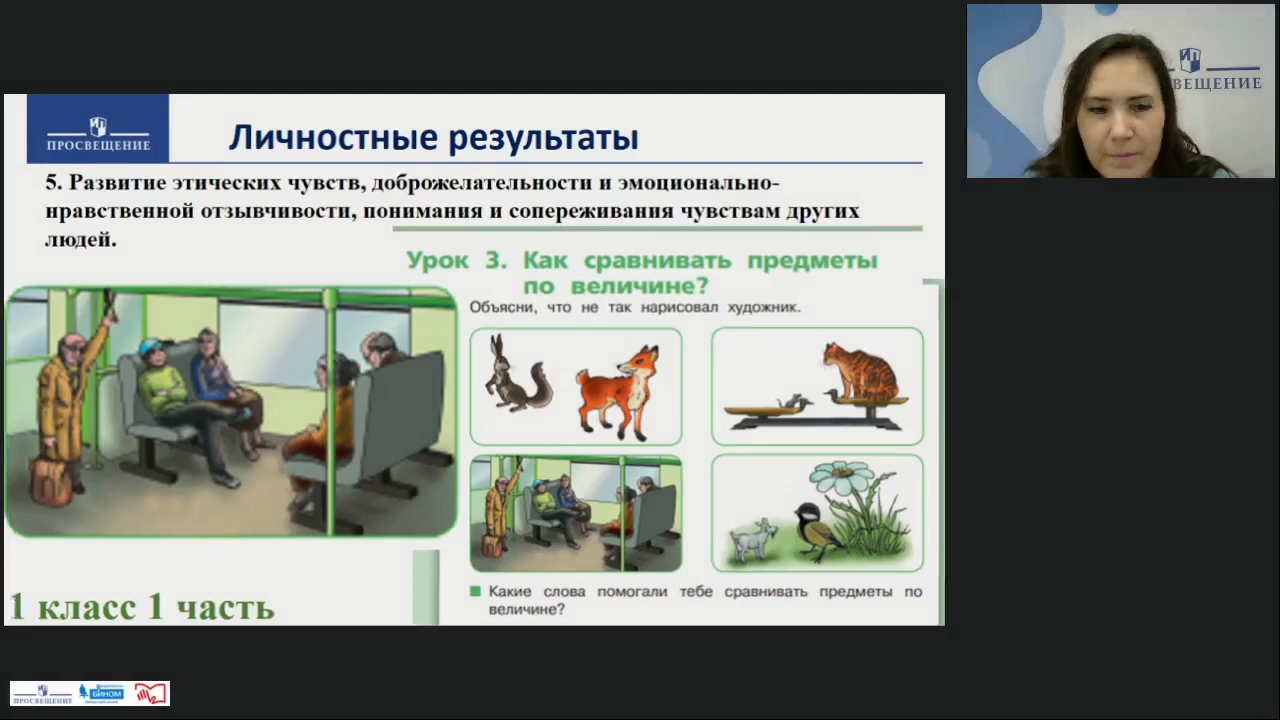 ПРОСВЕЩЕНИЕ
Личностные результаты
5. Развитие этических чувств, доброжелательности и эмоционально-
нравственной отзывчивости, понимания и сопереживания чувствам других
людей.
Урок 3. Как сравнивать предметы
по величине?
Объясни, что не так нарисовал художник.
Какие слова помогали тебе сравнивать предметы по
величине?
1 класс 1 часть
ПРОСВЕЩЕНИЕ
БИНОМ
ИП
ВЕЩЕНИЕ